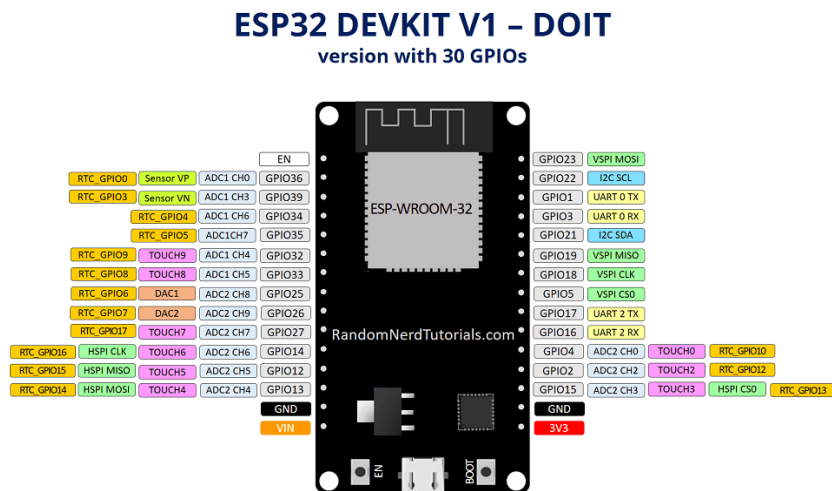 ESP32 DEVKIT V1 – DOIT
version with 30 GPIOs
EN
RTC_GPIO0 Sensor VP ADC1 CH0 GPIO36
RTC_GPIO3 Sensor VN ADC1 CH3 GPIO39
RTC_GPIO4 ADC1 CH6 GPIO34
RTC_GPIO5 ADC1CH7 GPIO35
RTC_GPIO9 TOUCH9 ADC1 CH4 GPIO32
RTC_GPIO8 TOUCH8 ADC1 CH5 GPIO33
RTC_GPIO6 DAC1 ADC2 CH8 GPIO25
RTC_GPIO7 DAC2 ADC2 CH9 GPIO26
RTC_GPIO17 TOUCH7 ADC2 CH7 GPIO27
RTC_GPIO16 HSPI CLK TOUCH6 ADC2 CH6 GPIO14
RTC_GPIO15 HSPI MISO TOUCH5 ADC2 CH5 GPIO12
RTC_GPIO14 HSPI MOSI TOUCH4 ADC2 CH4 GPIO13
GND
VIN
ESP-WROOM-32
RandomNerdTutorials.com
EN
BOOT
GPIO23 VSPI MOSI
GPIO22 I2C SCL
GPIO1 UART 0 TX
GPIO3 UART 0 RX
GPIO21 I2C SDA
GPIO19 VSPI MISO
GPIO18 VSPI CLK
GPIO5 VSPI CS0
GPIO17 UART 2 TX
GPIO16 UART 2 RX
GPIO4 ADC2 CH0 TOUCH0 RTC_GPIO10
GPIO2 ADC2 CH2 TOUCH2 RTC_GPIO12
GPIO15 ADC2 CH3 TOUCH3 HSPI CS0 RTC_GPIO13
GND
3V3